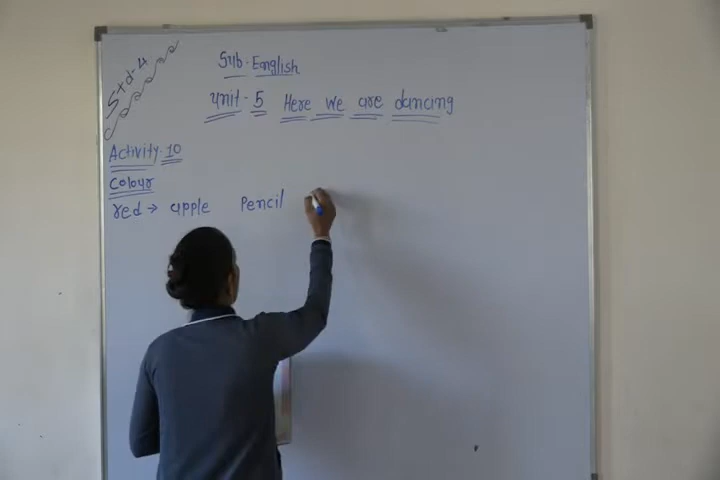 Std-4
Sub-English
Unit-5 Here we are dancing
Activity-10
Colour
red → apple Pencil